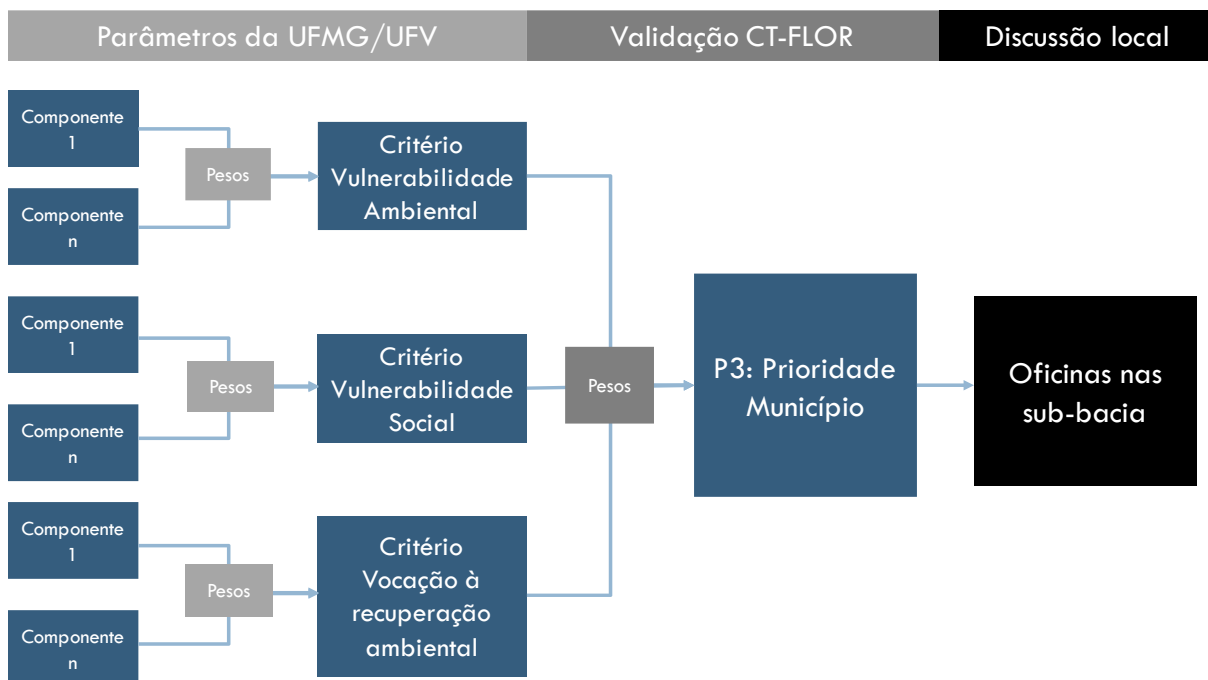 Parâmetros da UFMG/UFV
Validação CT-FLOR
Discussão local
Componente
1
Pesos
Componente
n
Critério
Vulnerabilidade
Ambiental
Componente
1
Pesos
Componente
n
Critério
Vulnerabilidade
Social
Componente
1
Pesos
Componente
n
Critério
Vocação à
recuperação
ambiental
Pesos
P3: Prioridade
Município
Oficinas nas
sub-bacia